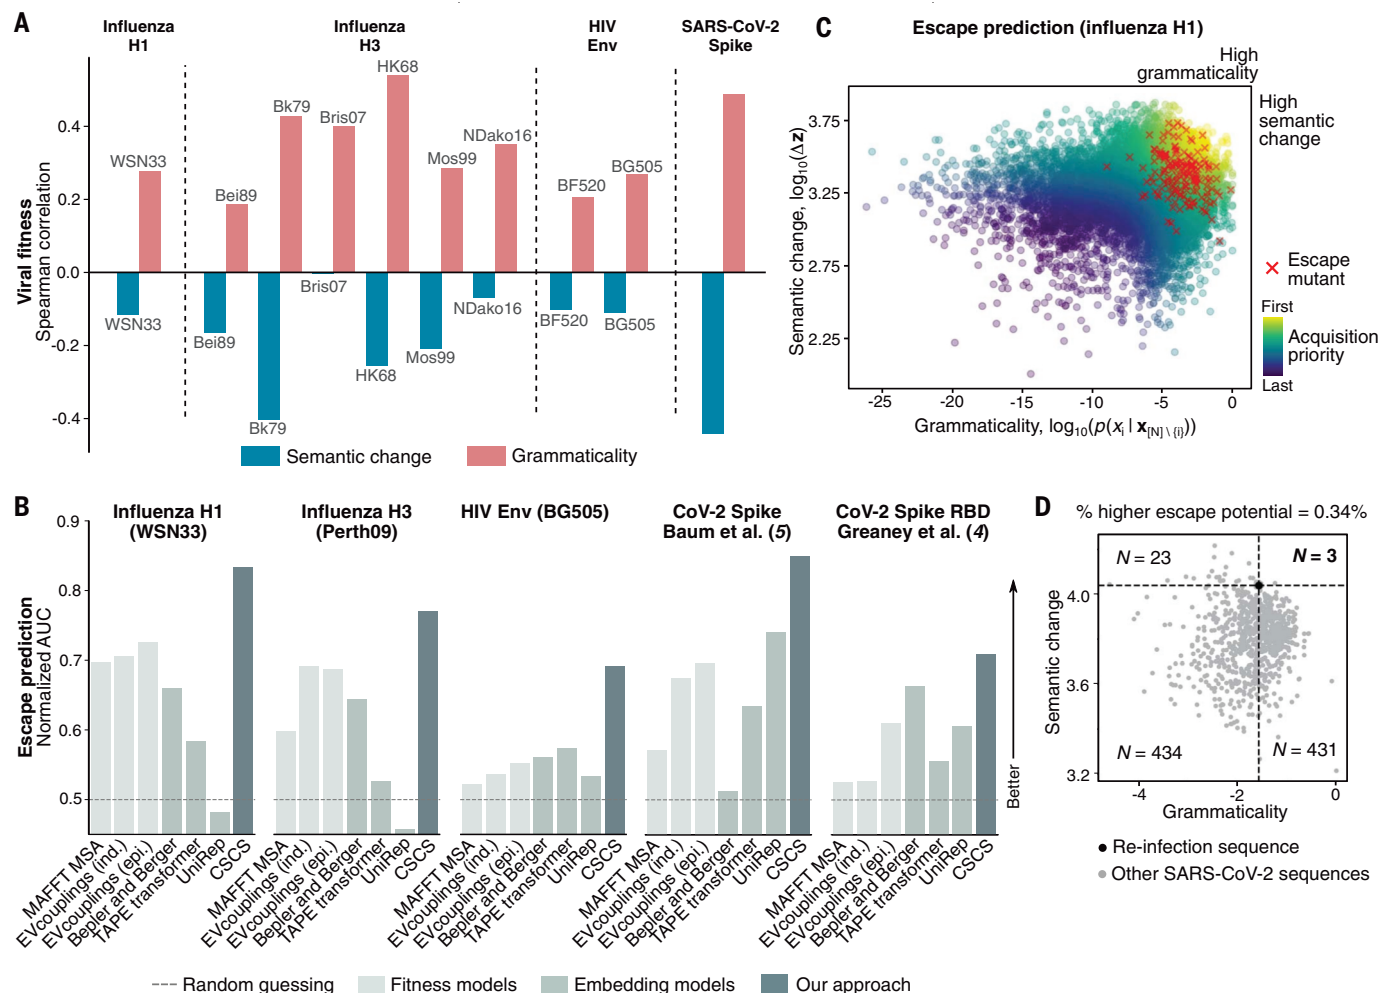 A
Influenza
H1
Influenza
H3
HIV
Env
SARS-CoV-2
Spike
Viral fitness
Spearman correlation
0.4
0.2
0.0
-0.2
-0.4
WSN33
WSN33
Bei89
Bei89
Bk79
Bk79
Bris07
Bris07
HK68
HK68
Mos99
Mos99
NDako16
NDako16
BF520
BF520
BG505
BG505
Semantic change
Grammaticality
C
Escape prediction (influenza H1)
High
grammaticality
High
semantic
change
Semantic change, log10(Δz)
3.75
3.25
2.75
2.25
-25
-20
-15
-10
-5
0
Grammaticality, log10(p(xi | x[N] \ {i}))
Escape
mutant
First
Acquisition
priority
Last
B
Escape prediction
Normalized AUC
0.9
0.8
0.7
0.6
0.5
Influenza H1
(WSN33)
Influenza H3
(Perth09)
HIV Env (BG505)
CoV-2 Spike
Baum et al. (5)
CoV-2 Spike RBD
Greaney et al. (4)
Better
MAFFT MSA
EVcouplings (ind.)
EVcouplings (epi.)
Bepler and Berger
TAPE transformer
UniRep
CSCS
MAFFT MSA
EVcouplings (ind.)
EVcouplings (epi.)
Bepler and Berger
TAPE transformer
UniRep
CSCS
MAFFT MSA
EVcouplings (ind.)
EVcouplings (epi.)
Bepler and Berger
TAPE transformer
UniRep
CSCS
MAFFT MSA
EVcouplings (ind.)
EVcouplings (epi.)
Bepler and Berger
TAPE transformer
UniRep
CSCS
MAFFT MSA
EVcouplings (ind.)
EVcouplings (epi.)
Bepler and Berger
TAPE transformer
UniRep
CSCS
Random guessing
Fitness models
Embedding models
Our approach
D
% higher escape potential = 0.34%
N = 23
N = 3
N = 434
N = 431
Semantic change
4.0
3.6
3.2
-4
-2
0
Grammaticality
Re-infection sequence
Other SARS-CoV-2 sequences